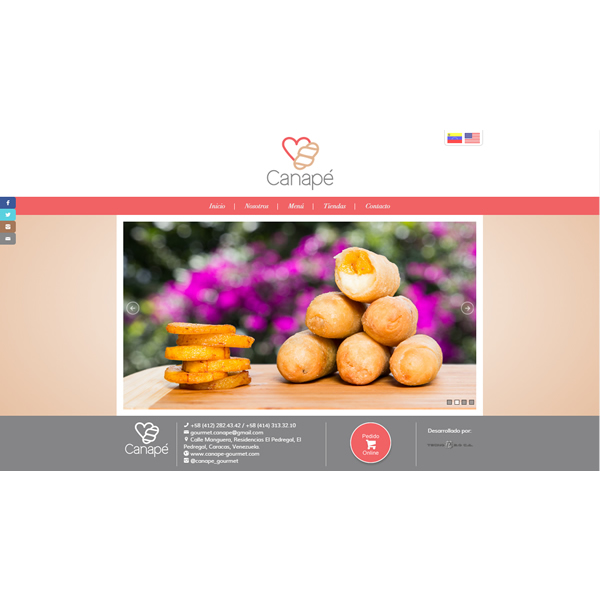 Canapé
Inicio | Nosotros | Menú | Tiendas | Contacto
Canapé
+58 (412) 282.43.42 / +58 (414) 313.32.10
gourmet.canape@gmail.com
Calle Manguera, Residencias El Pedregal, El
Pedregal, Caracas, Venezuela.
www.canape-gourmet.com
@canape_gourmet
Pedido
Online
Desarrollado por: